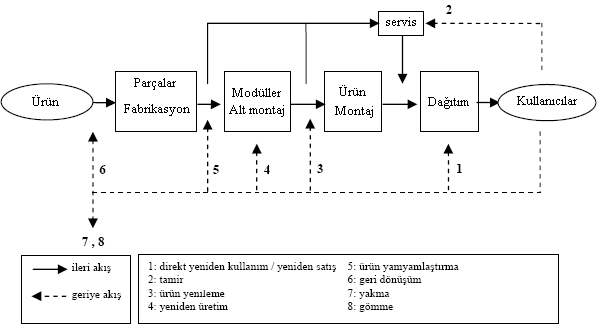 servis
2
Ürün
Parçalar
Fabrikasyon
Modüller
Alt montaj
Ürün
Montaj
Dağıtım
Kullanıcılar
6
5
4
3
1
7 , 8
ileri akış
geriye akış
1: direkt yeniden kullanım / yeniden satış
2: tamir
3: ürün yenileme
4: yeniden üretim
5: ürün yamyamlaştırma
6: geri dönüşüm
7: yakma
8: gömme